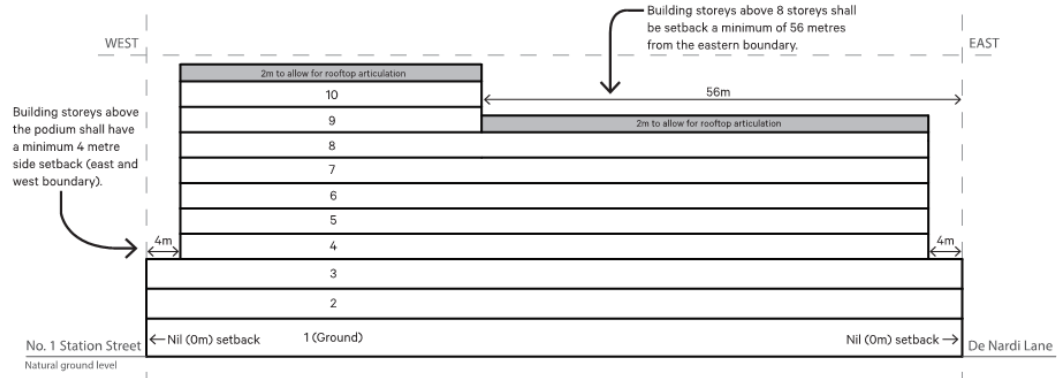 Building storeys above 8 storeys shall
be setback a minimum of 56 metres
from the eastern boundary.
WEST
EAST
2m to allow for rooftop articulation
10
56m
Building storeys above
the podium shall have
a minimum 4 metre
side setback (east and
west boundary).
9
2m to allow for rooftop articulation
8
7
6
5
4m
4
4m
3
2
Nil (0m) setback
1 (Ground)
Nil (0m) setback
No. 1 Station Street
De Nardi Lane
Natural ground level